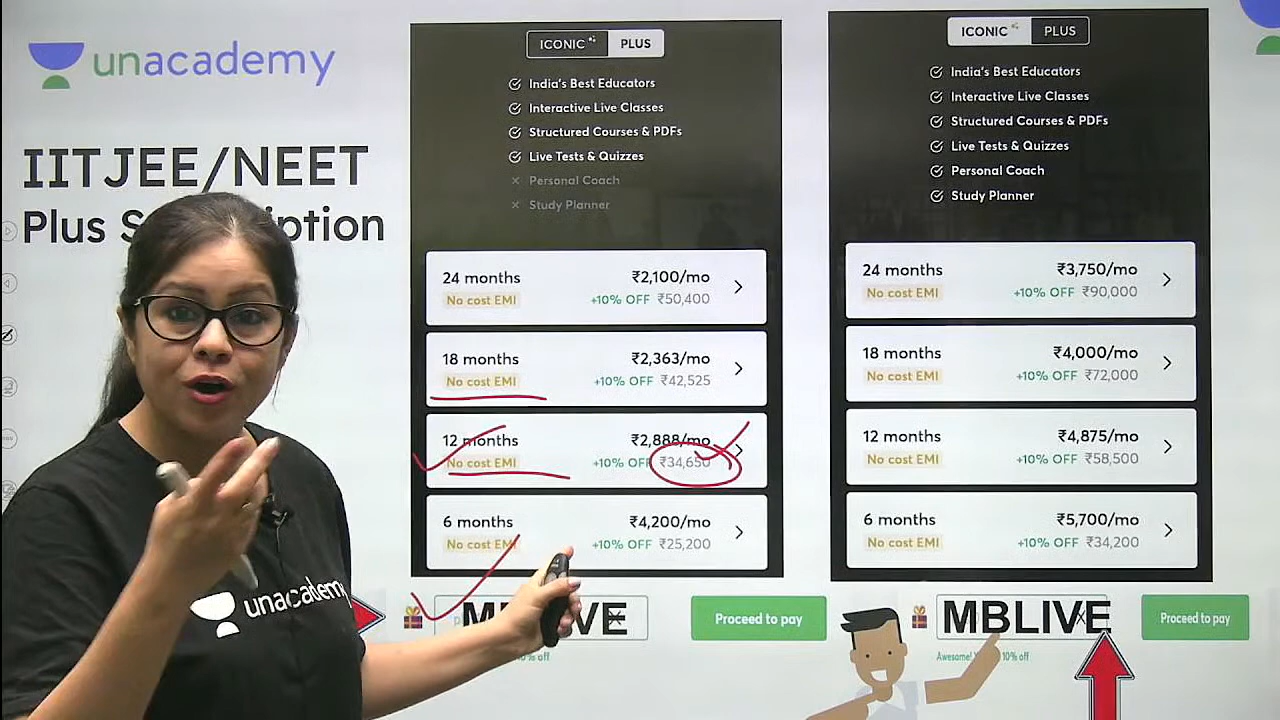 unacademy
IITJEE/NEET
Plus S ption
ICONIC PLUS
India's Best Educators
Interactive Live Classes
Structured Courses & PDFs
Live Tests & Quizzes
Personal Coach
Study Planner
24 months ₹2,100/mo
No cost EMI +10% OFF ₹50,400
18 months ₹2,363/mo
No cost EMI +10% OFF ₹42,525
12 months ₹2,888/mo
No cost EMI +10% OFF ₹34,650
6 months ₹4,200/mo
No cost EMI +10% OFF ₹25,200
MBLIVE Proceed to pay
off
ICONIC PLUS
India's Best Educators
Interactive Live Classes
Structured Courses & PDFs
Live Tests & Quizzes
Personal Coach
Study Planner
24 months ₹3,750/mo
No cost EMI +10% OFF ₹90,000
18 months ₹4,000/mo
No cost EMI +10% OFF ₹72,000
12 months ₹4,875/mo
No cost EMI +10% OFF ₹58,500
6 months ₹5,700/mo
No cost EMI +10% OFF ₹34,200
MBLIVE Proceed to pay
Awesome! 10% off
unacademy